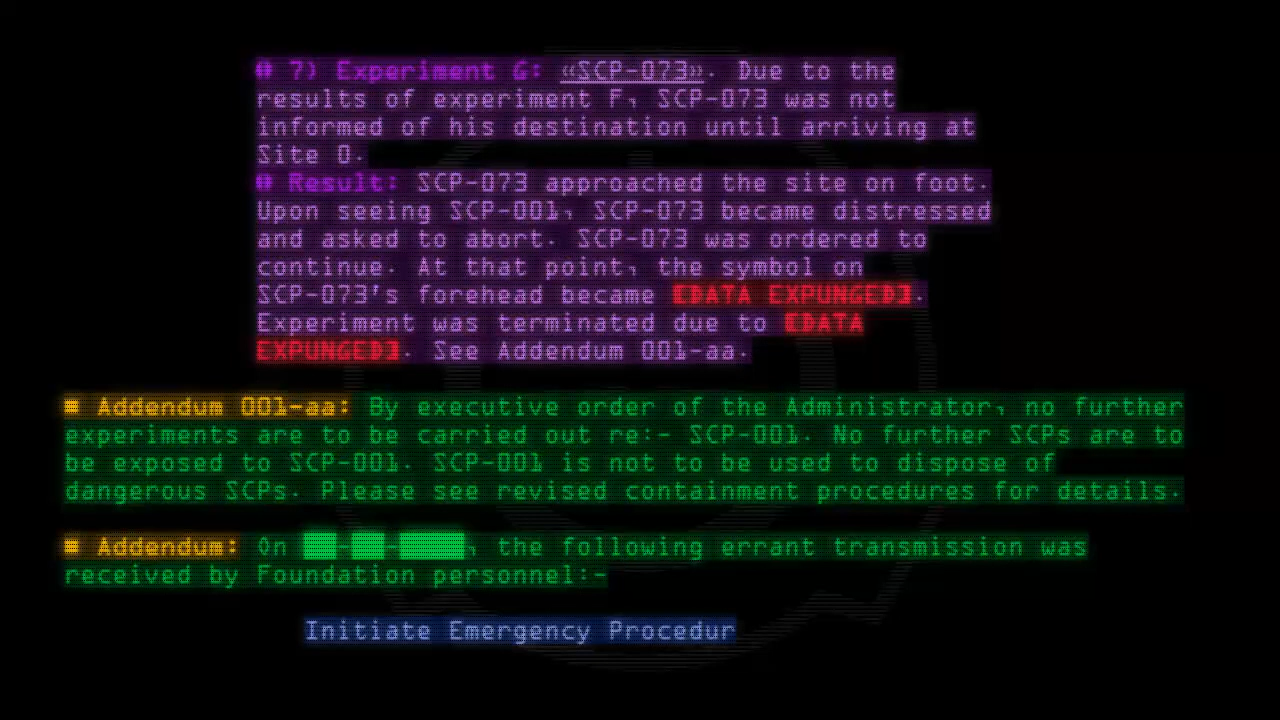 # 7) Experiment G: «SCP-073». Due to the
results of experiment F, SCP-073 was not
informed of his destination until arriving at
Site 0.
# Result: SCP-073 approached the site on foot.
Upon seeing SCP-001, SCP-073 became distressed
and asked to abort. SCP-073 was ordered to
continue. At that point, the symbol on
SCP-073's forehead became [DATA EXPUNGED].
Experiment was terminated due to [DATA
EXPUNGED]. See Addendum 001-aa.
■ Addendum 001-aa: By executive order of the Administrator, no further
experiments are to be carried out re:- SCP-001. No further SCPs are to
be exposed to SCP-001. SCP-001 is not to be used to dispose of
dangerous SCPs. Please see revised containment procedures for details.
■ Addendum: On ██-██-████, the following errant transmission was
received by Foundation personnel:-
Initiate Emergency Procedur